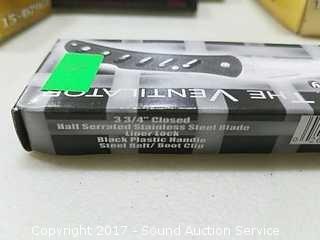 THE VENTILATOR
3 3/4" Closed
Half Serrated Stainless Steel Blade
Liner Lock
Black Plastic Handle
Steel Belt/ Boot Clip
Copyright 2017 - Sound Auction Service